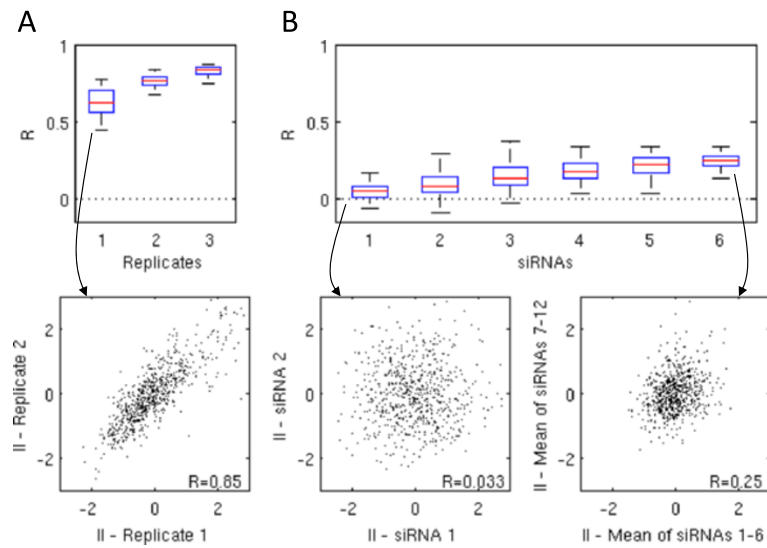 A
B
1
0.5
0
R
1 2 3
Replicates
1
0.5
0
R
1 2 3 4 5 6
siRNAs
2
0
-2
II - Replicate 2
R=0.85
-2 0 2
II - Replicate 1
2
0
-2
II - siRNA 2
R=0.033
-2 0 2
II - siRNA 1
2
0
-2
II - Mean of siRNAs 7-12
R=0.25
-2 0 2
II - Mean of siRNAs 1-6